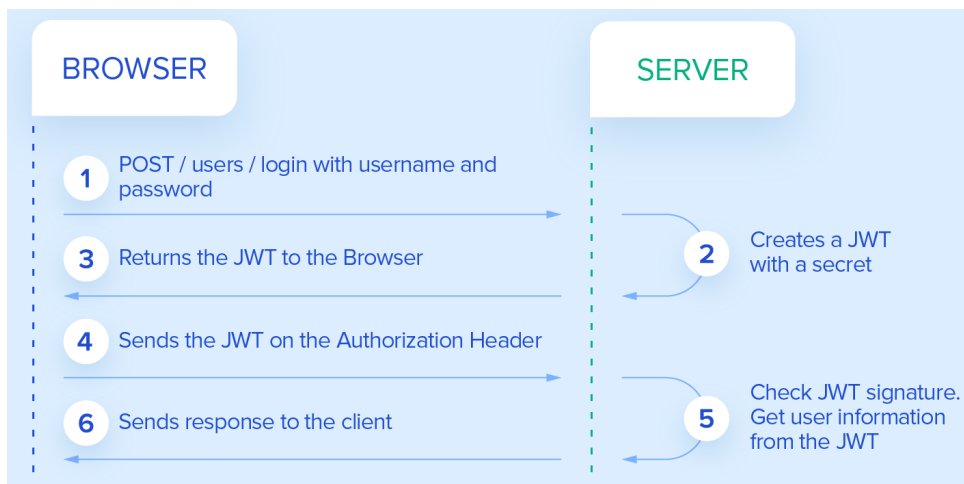 BROWSER
SERVER
1
POST / users / login with username and
password
2
Creates a JWT
with a secret
3
Returns the JWT to the Browser
4
Sends the JWT on the Authorization Header
5
Check JWT signature.
Get user information
from the JWT
6
Sends response to the client